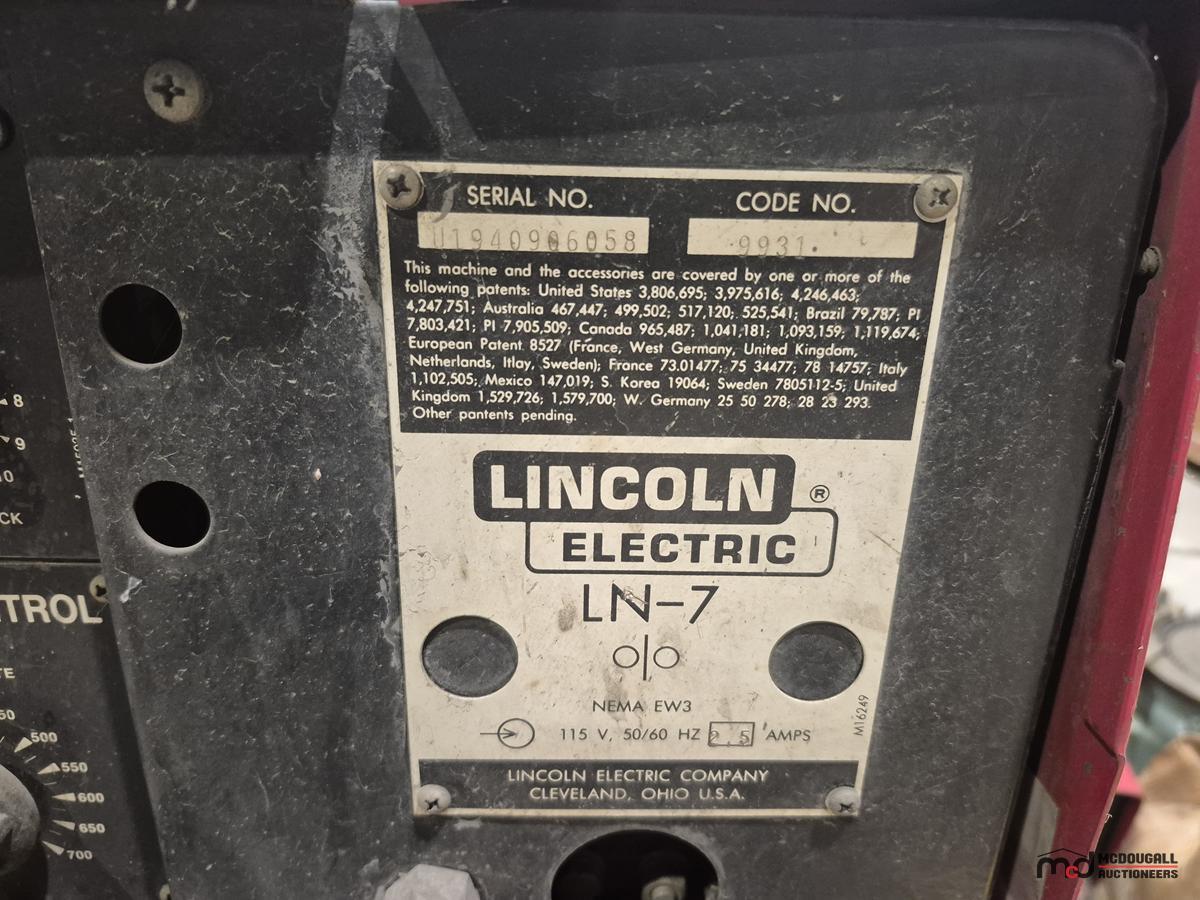 SERIAL NO.
CODE NO.
U1940906058
9931
This machine and the accessories are covered by one or more of the
following patents: United States 3,806,695; 3,975,616; 4,246,463;
4,247,751; Australia 467,447; 499,502; 517,120; 525,541; Brazil 79,787; PI
7,803,421; PI 7,905,509; Canada 965,487; 1,041,181; 1,093,159; 1,119,674;
European Patent 8527 (France, West Germany, United Kingdom,
Netherlands, Itlay, Sweden); France 73.01477; 75 34477; 78 14757; Italy
1,102,505; Mexico 147,019; S. Korea 19064; Sweden 7805112-5; United
Kingdom 1,529,726; 1,579,700; W. Germany 25 50 278; 28 23 293.
Other pantents pending.
LINCOLN ®
ELECTRIC
LN-7
NEMA EW3
115 V, 50/60 HZ 2.5 AMPS
M16249
LINCOLN ELECTRIC COMPANY
CLEVELAND, OHIO U.S.A.
8
9
10
CK
TROL
TE
50
500
550
600
650
700
mcd MCDOUGALL
AUCTIONEERS